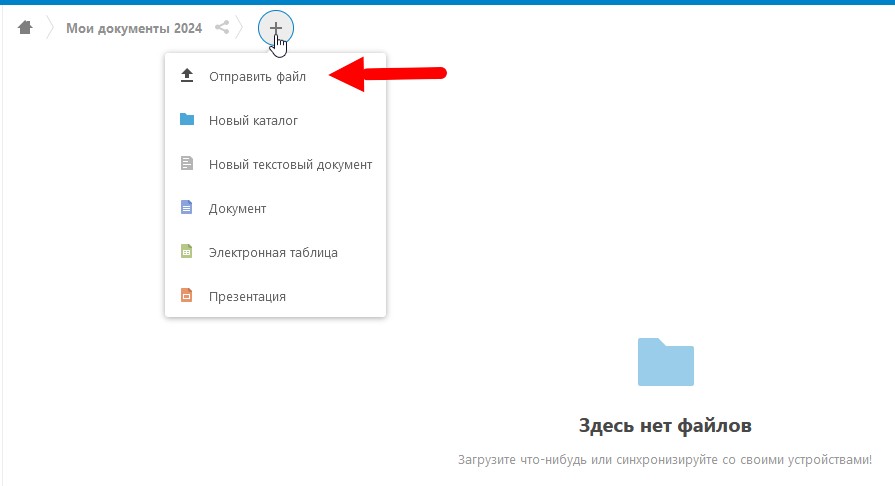 Мои документы 2024
Отправить файл
Новый каталог
Новый текстовый документ
Документ
Электронная таблица
Презентация
Здесь нет файлов
Загрузите что-нибудь или синхронизируйте со своими устройствами!